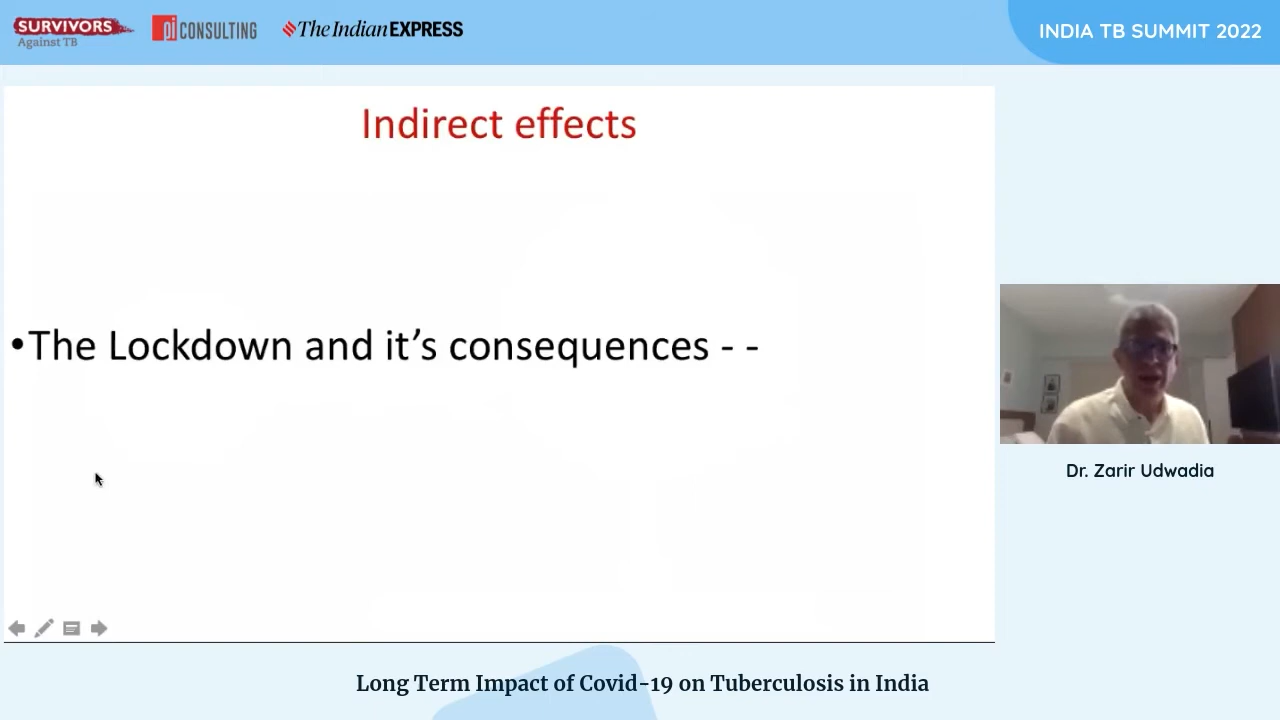 SURVIVORS
Against TB
pi CONSULTING
The Indian EXPRESS
INDIA TB SUMMIT 2022
Indirect effects
•The Lockdown and it’s consequences - -
Dr. Zarir Udwadia
Long Term Impact of Covid-19 on Tuberculosis in India